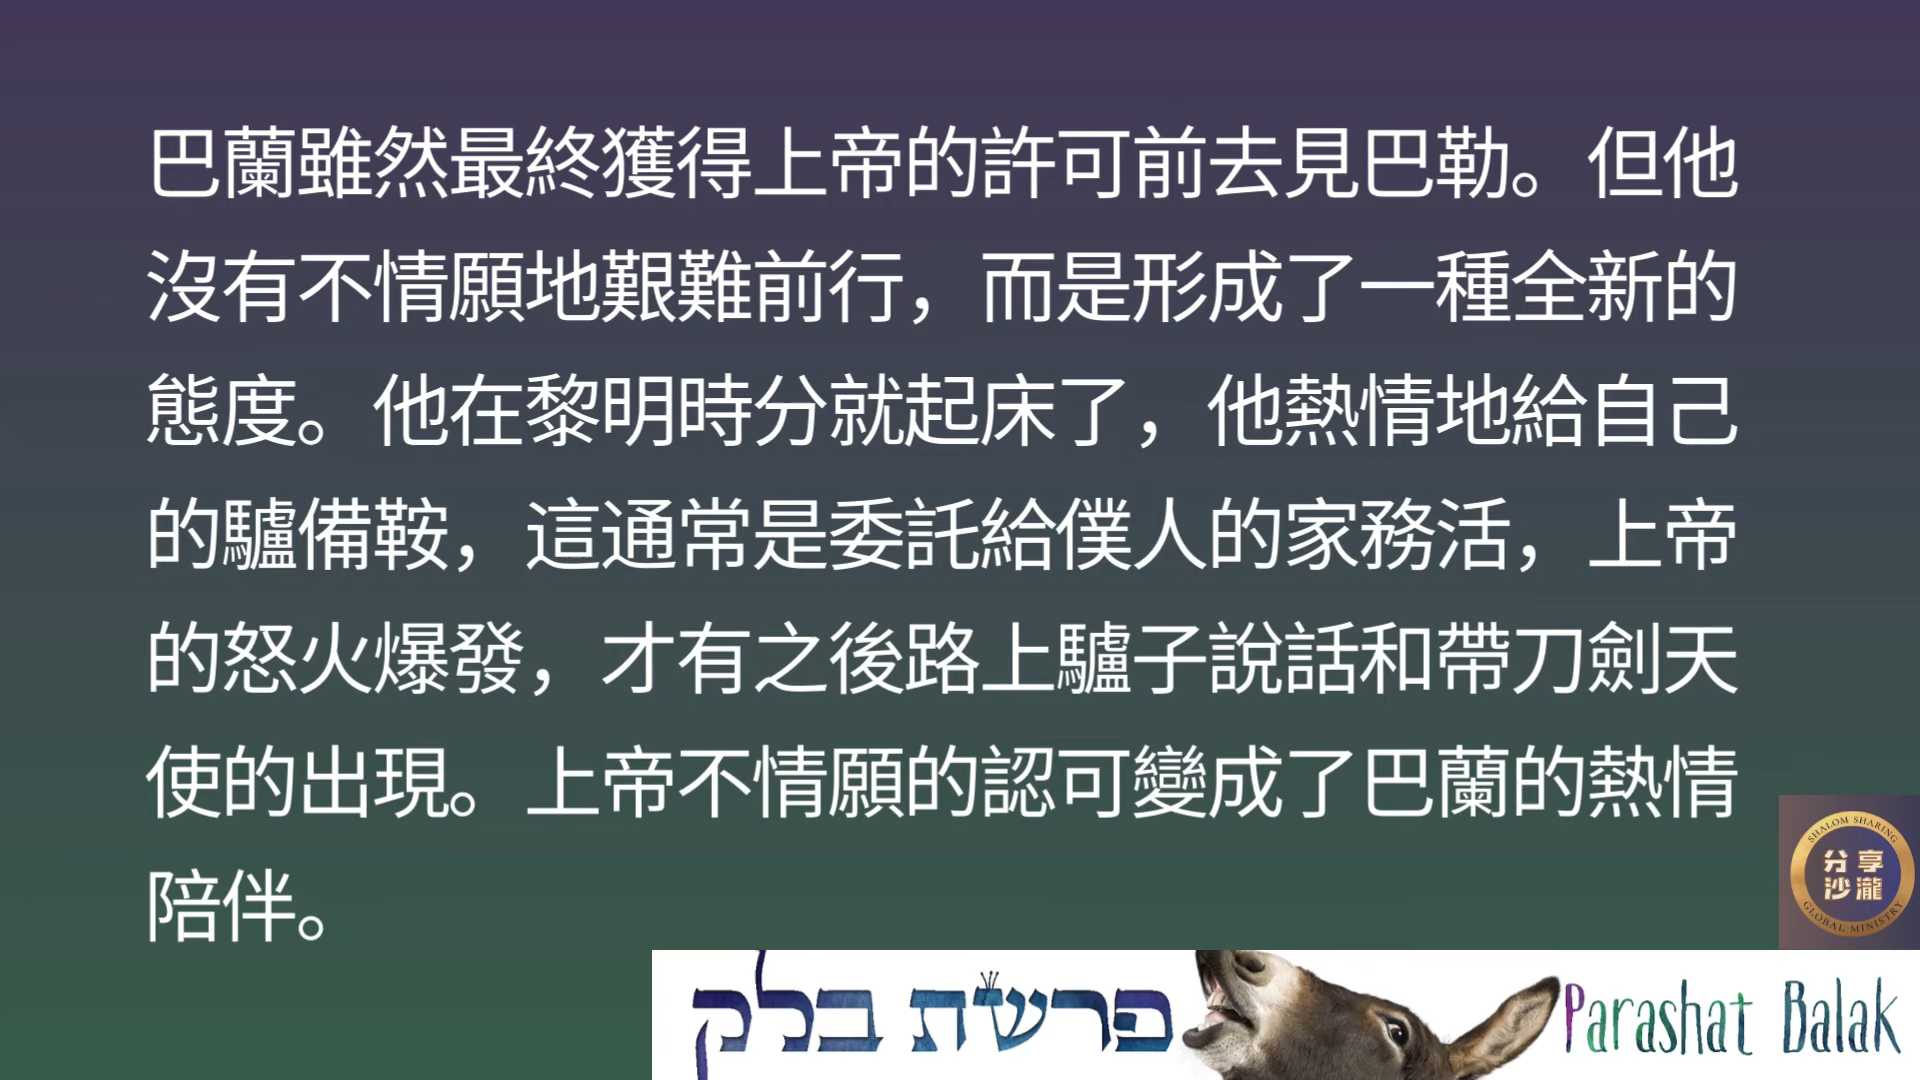 巴蘭雖然最終獲得上帝的許可前去見巴勒。但他
沒有不情願地艱難前行，而是形成了一種全新的
態度。他在黎明時分就起床了，他熱情地給自己
的驢備鞍，這通常是委託給僕人的家務活，上帝
的怒火爆發，才有之後路上驢子說話和帶刀劍天
使的出現。上帝不情願的認可變成了巴蘭的熱情
陪伴。
SHALOM SHARING
分享
沙瀧
GLOBAL MINISTRY
פרשת בלק
Parashat Balak